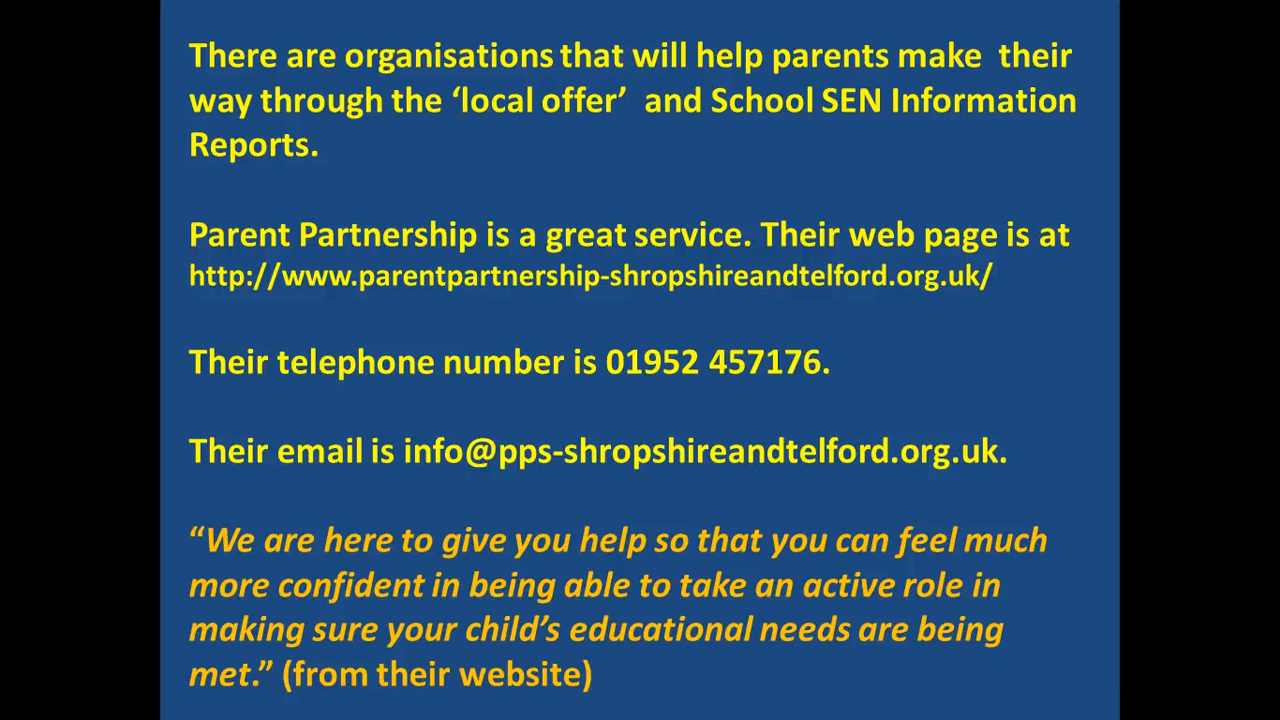 There are organisations that will help parents make their
way through the ‘local offer’ and School SEN Information
Reports.
Parent Partnership is a great service. Their web page is at
http://www.parentpartnership-shropshireandtelford.org.uk/
Their telephone number is 01952 457176.
Their email is info@pps-shropshireandtelford.org.uk.
“We are here to give you help so that you can feel much
more confident in being able to take an active role in
making sure your child’s educational needs are being
met.” (from their website)